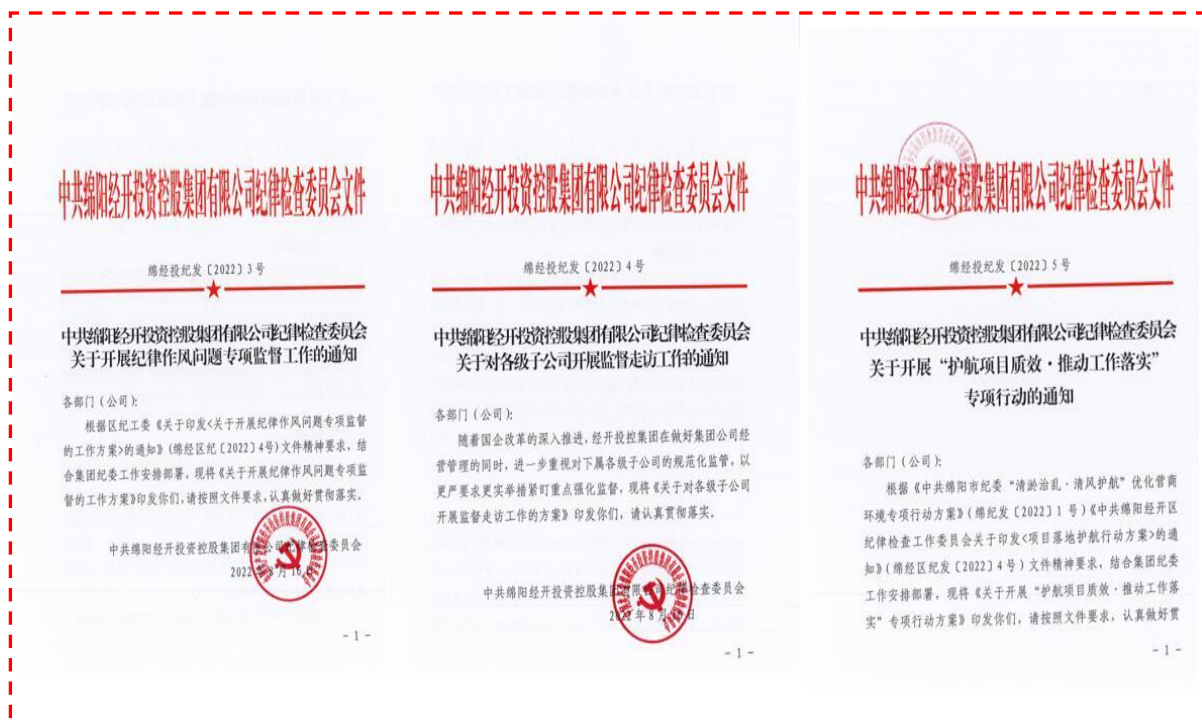 中共绵阳经开投资控股集团有限公司纪律检查委员会文件
绵经投纪发〔2022〕3号
中共绵阳经开投资控股集团有限公司纪律检查委员会
关于开展纪律作风问题专项监督工作的通知
各部门（公司）：
根据区纪工委《关于印发<关于开展纪律作风问题专项监督
的工作方案>的通知》(绵经区纪〔2022〕4号)文件精神要求，结
合集团纪委工作安排部署，现将《关于开展纪律作风问题专项监
督的工作方案》印发你们，请按照文件要求，认真做好贯彻落实。
中共绵阳经开投资控股集团有限公司纪律检查委员会
2022年8月16日
- 1 -
中共绵阳经开投资控股集团有限公司纪律检查委员会文件
绵经投纪发〔2022〕4号
中共绵阳经开投资控股集团有限公司纪律检查委员会
关于对各级子公司开展监督走访工作的通知
各部门（公司）：
随着国企改革的深入推进，经开投控集团在做好集团公司经
营管理的同时，进一步重视对下属各级子公司的规范化监管，以
更严要求更实举措紧盯重点强化监督，现将《关于对各级子公司
开展监督走访工作的方案》印发你们，请认真贯彻落实。
中共绵阳经开投资控股集团有限公司纪律检查委员会
2022年8月 日
- 1 -
中共绵阳经开投资控股集团有限公司纪律检查委员会文件
绵经投纪发〔2022〕5号
中共绵阳经开投资控股集团有限公司纪律检查委员会
关于开展“护航项目质效·推动工作落实”
专项行动的通知
各部门（公司）：
根据《中共绵阳市纪委“清淤治乱·清风护航”优化营商
环境专项行动方案》（绵纪发〔2022〕1号）《中共绵阳经开区
纪律检查工作委员会关于印发<项目落地护航行动方案>的通
知》（绵经区纪发〔2022〕4号）文件精神要求，结合集团纪委
工作安排部署，现将《关于开展“护航项目质效·推动工作落
实”专项行动方案》印发你们，请按照文件要求，认真做好贯
- 1 -